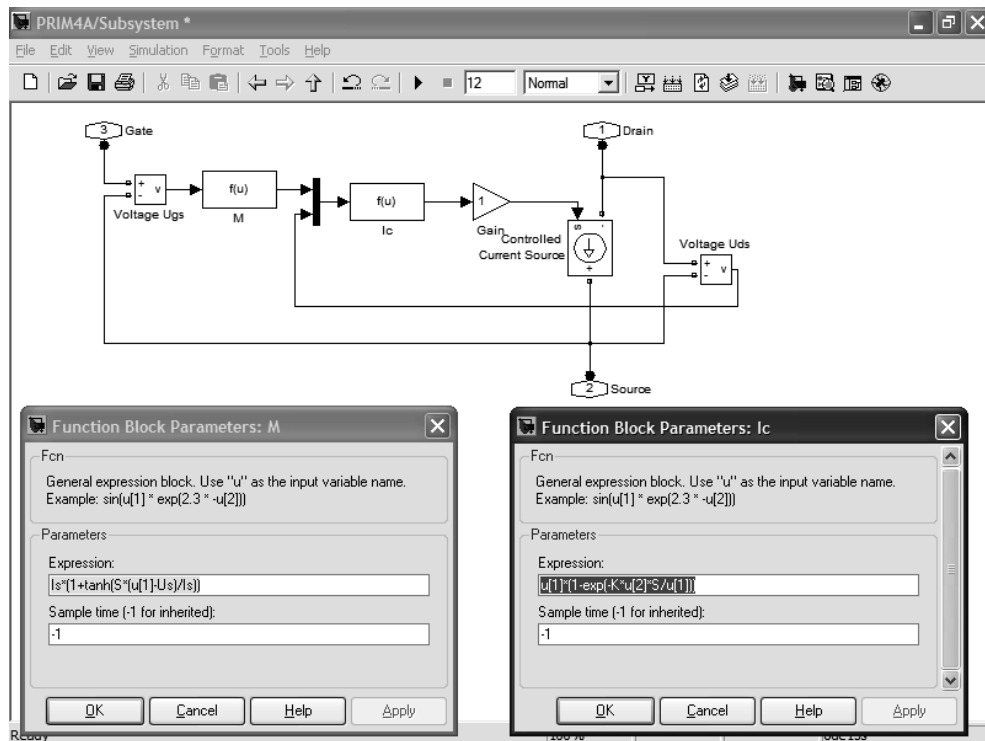 PRIM4A/Subsystem *
File Edit View Simulation Format Tools Help
12 Normal
3 Gate
1 Drain
+ - v
Voltage Ugs
f(u)
M
f(u)
Ic
1
Gain
s - +
Controlled
Current Source
Voltage Uds
+ - v
2 Source
Function Block Parameters: M
Fcn
General expression block. Use "u" as the input variable name.
Example: sin(u[1] * exp(2.3 * -u[2]))
Parameters
Expression:
Is*(1+tanh(S*(u[1]-Us)/Is))
Sample time (-1 for inherited):
-1
OK Cancel Help Apply
Function Block Parameters: Ic
Fcn
General expression block. Use "u" as the input variable name.
Example: sin(u[1] * exp(2.3 * -u[2]))
Parameters
Expression:
u[1]*(1-exp(-K*u[2]*S/u[1]))
Sample time (-1 for inherited):
-1
OK Cancel Help Apply
Ready 100% ode15s